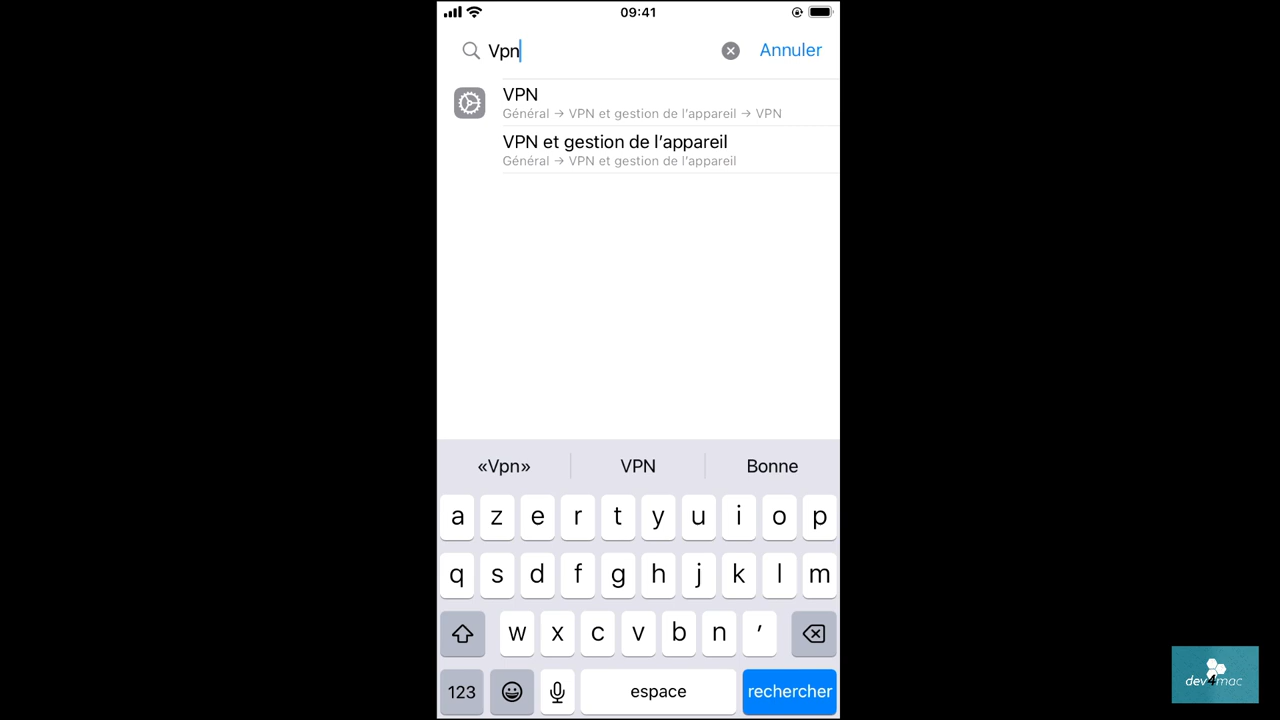 09:41
Vpn
Annuler
VPN
Général → VPN et gestion de l'appareil → VPN
VPN et gestion de l'appareil
Général → VPN et gestion de l'appareil
«Vpn» VPN Bonne
a z e r t y u i o p
q s d f g h j k l m
w x c v b n ’
123 espace rechercher
dev4mac